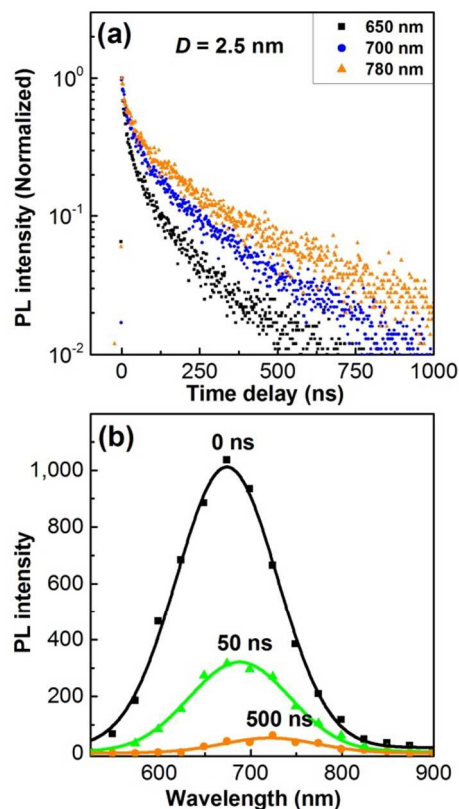 (a)
D = 2.5 nm
650 nm
700 nm
780 nm
PL intensity (Normalized)
10⁰
10⁻¹
10⁻²
0 250 500 750 1000
Time delay (ns)
(b)
0 ns
50 ns
500 ns
PL intensity
1,000
800
600
400
200
0
600 700 800 900
Wavelength (nm)